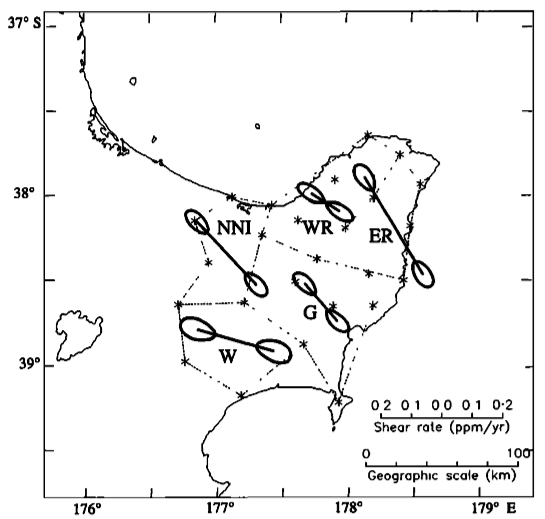 37° S
38°
NNI
WR
ER
G
39°
W
0 2 0 1 0 0 0 1 0·2
Shear rate (ppm/yr)
0 100
Geographic scale (km)
176° 177° 178° 179° E